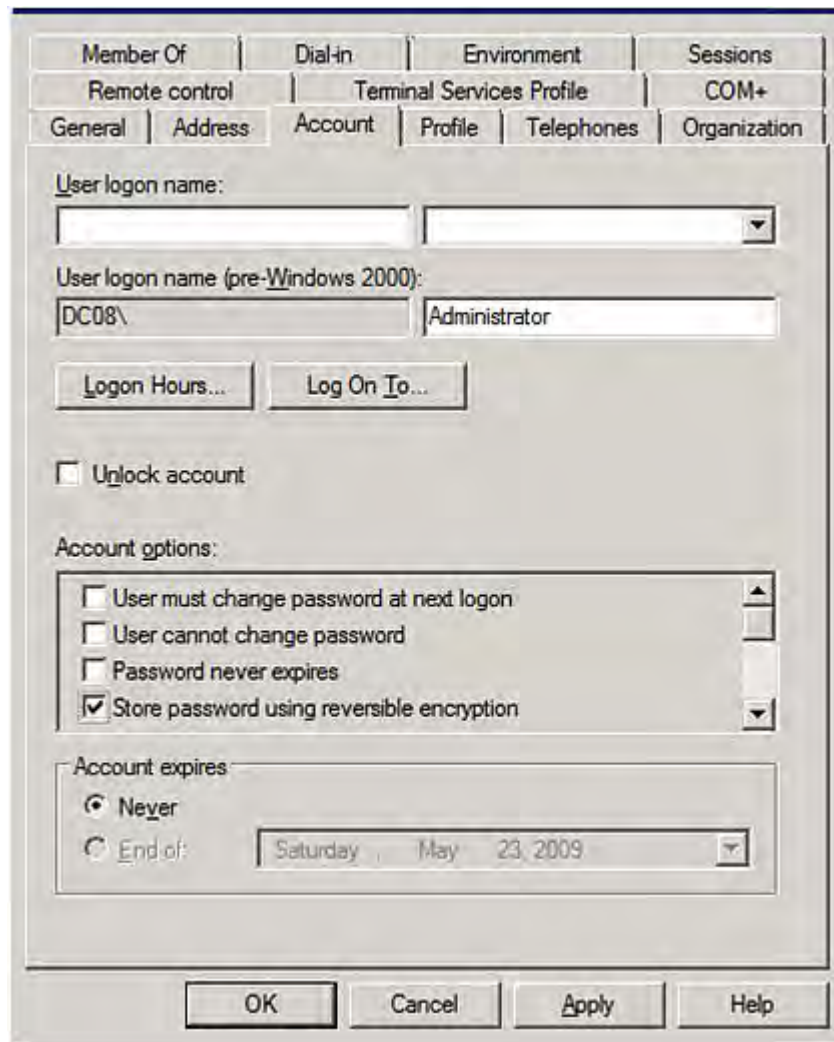 Member Of Dial-in Environment Sessions
Remote control Terminal Services Profile COM+
General Address Account Profile Telephones Organization
User logon name:
User logon name (pre-Windows 2000):
DC08\ Administrator
Logon Hours... Log On To...
Unlock account
Account options:
User must change password at next logon
User cannot change password
Password never expires
Store password using reversible encryption
Account expires
Never
End of: Saturday , May 23, 2009
OK Cancel Apply Help